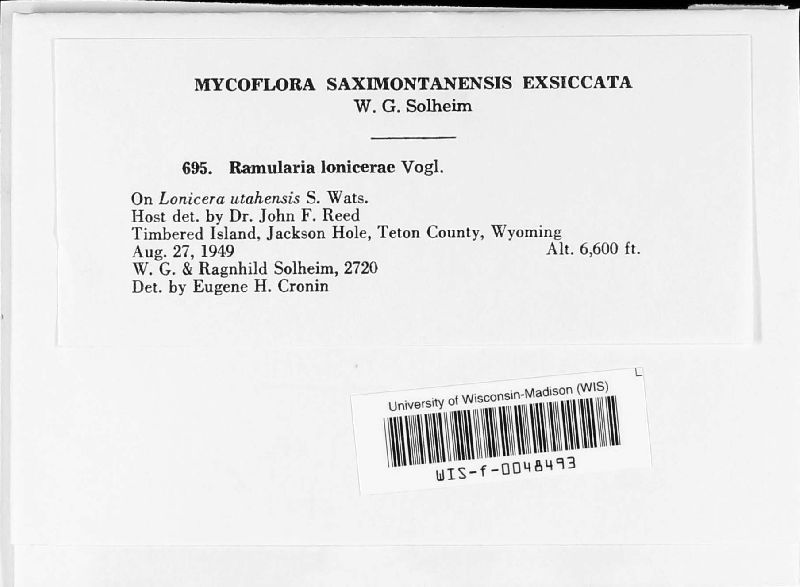 MYCOFLORA SAXIMONTANENSIS EXSICCATA
W. G. Solheim
695. Ramularia lonicerae Vogl.
On Lonicera utahensis S. Wats.
Host det. by Dr. John F. Reed
Timbered Island, Jackson Hole, Teton County, Wyoming
Aug. 27, 1949 Alt. 6,600 ft.
W. G. & Ragnhild Solheim, 2720
Det. by Eugene H. Cronin
University of Wisconsin-Madison (WIS)
WIS-f-0048493